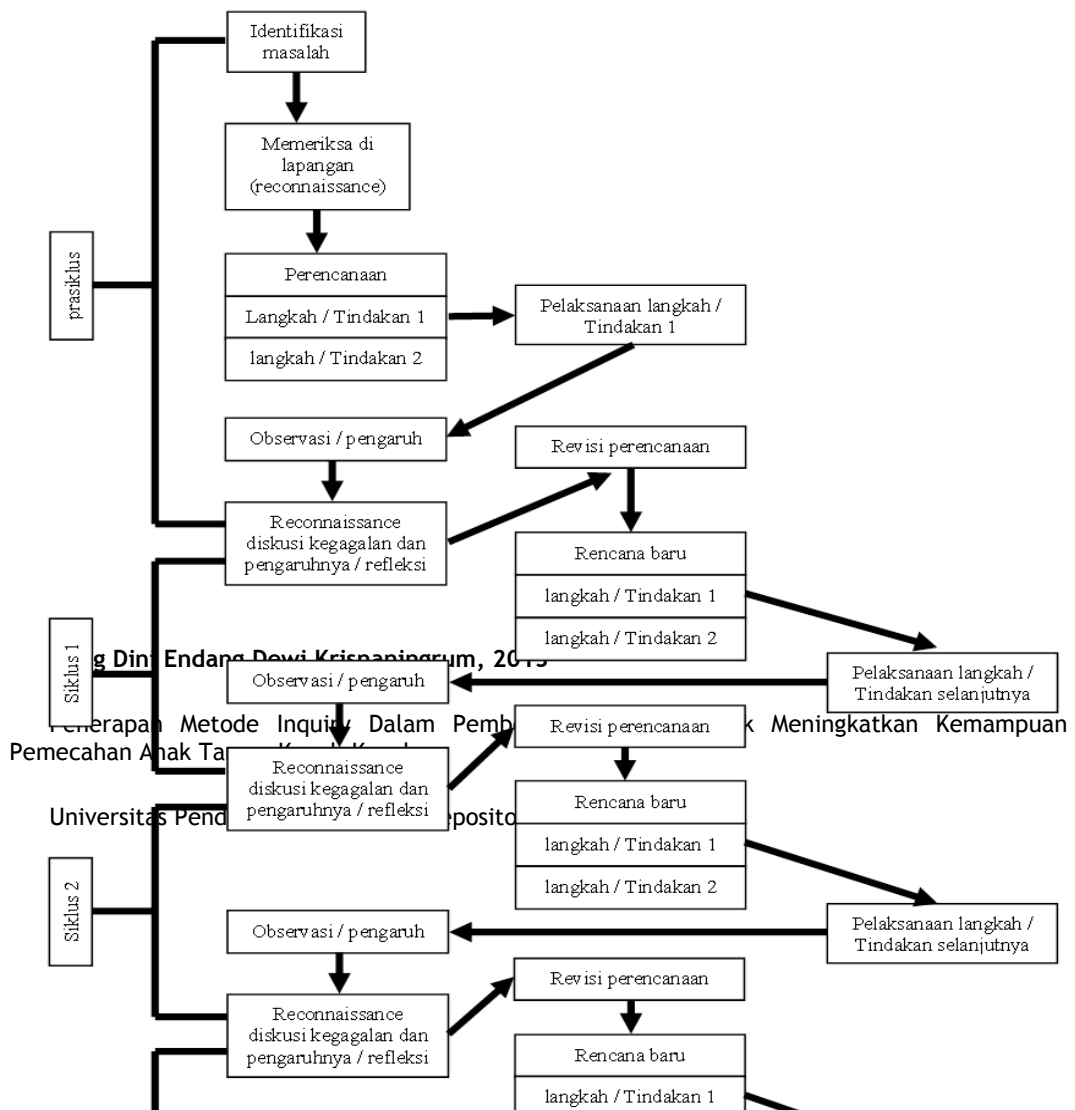 Identifikasi
masalah
Memeriksa di
lapangan
(reconnaissance)
prasiklus
Perencanaan
Langkah / Tindakan 1
langkah / Tindakan 2
Pelaksanaan langkah /
Tindakan 1
Observasi / pengaruh
Revisi perencanaan
Reconnaissance
diskusi kegagalan dan
pengaruhnya / refleksi
Rencana baru
langkah / Tindakan 1
langkah / Tindakan 2
Siklus 1
Endang Dewi Krisnaningrum,
Observasi / pengaruh
Pelaksanaan langkah /
Tindakan selanjutnya
Penerapan Metode Inquiry Dalam Meningkatkan Kemampuan
Revisi perencanaan
Pemecahan Anak
Reconnaissance
diskusi kegagalan dan
pengaruhnya / refleksi
Rencana baru
langkah / Tindakan 1
langkah / Tindakan 2
Universitas
Siklus 2
Observasi / pengaruh
Pelaksanaan langkah /
Tindakan selanjutnya
Revisi perencanaan
Reconnaissance
diskusi kegagalan dan
pengaruhnya / refleksi
Rencana baru
langkah / Tindakan 1